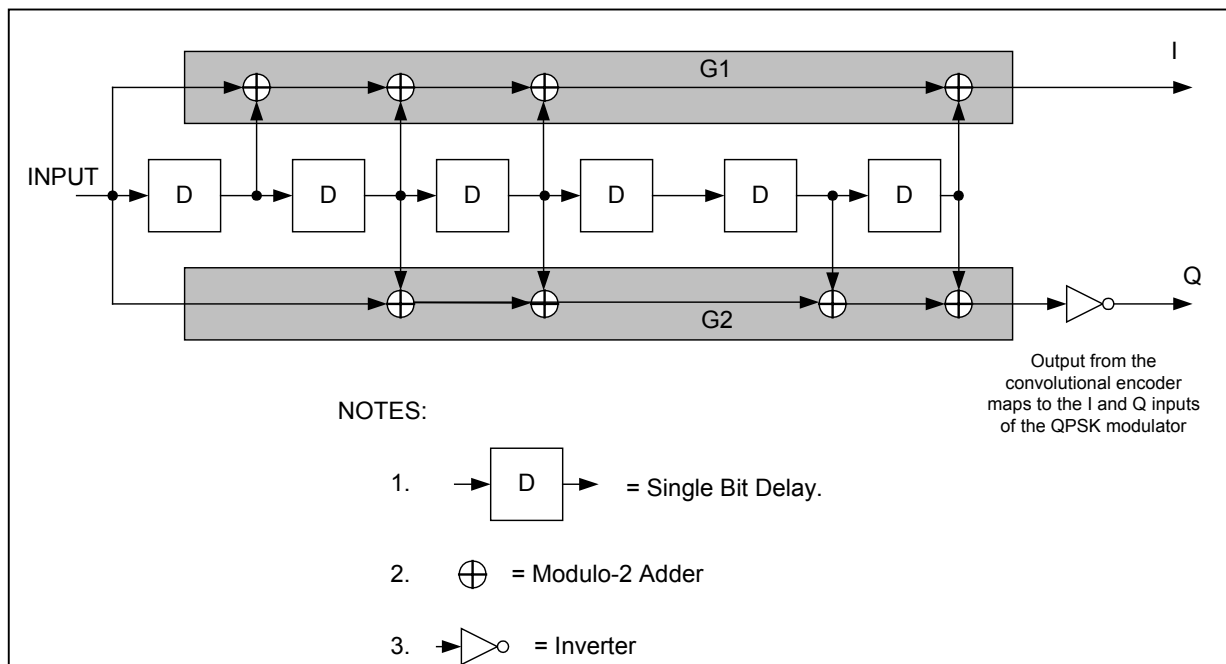 I
G1
INPUT
D D D D D D
Q
G2
Output from the
convolutional encoder
maps to the I and Q inputs
of the QPSK modulator
NOTES:
1. D = Single Bit Delay.
2. = Modulo-2 Adder
3. = Inverter